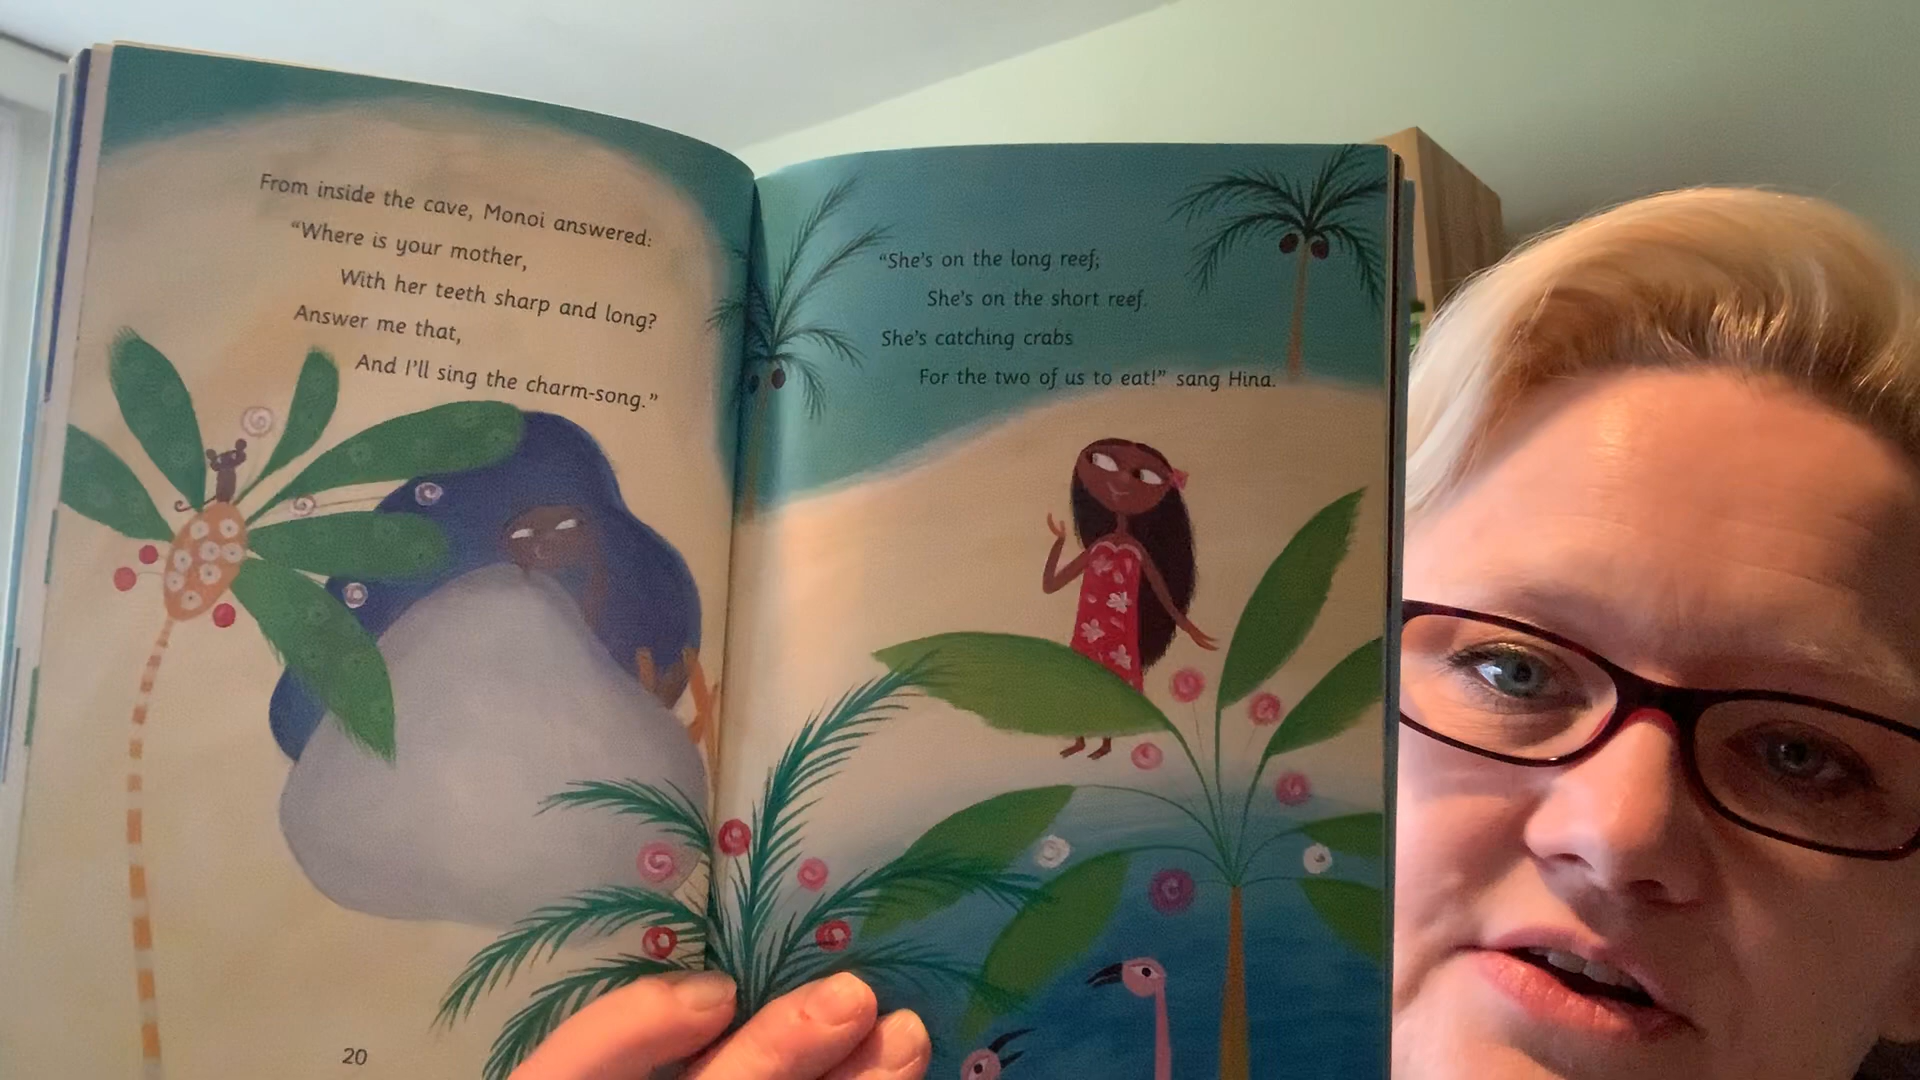 From inside the cave, Monoi answered:
“Where is your mother,
With her teeth sharp and long?
Answer me that,
And I’ll sing the charm-song.”
20
“She’s on the long reef;
She’s on the short reef.
She’s catching crabs
For the two of us to eat!” sang Hina.